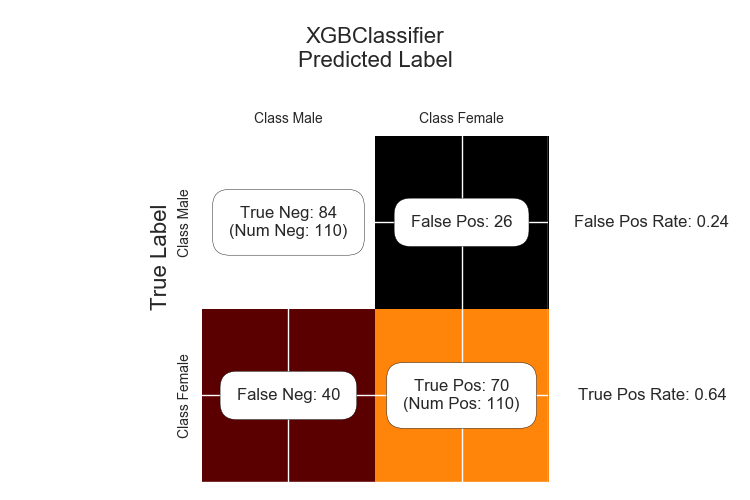 XGBClassifier
Predicted Label
Class Male
Class Female
True Label
Class Male
True Neg: 84
(Num Neg: 110)
False Pos: 26
False Pos Rate: 0.24
Class Female
False Neg: 40
True Pos: 70
(Num Pos: 110)
True Pos Rate: 0.64